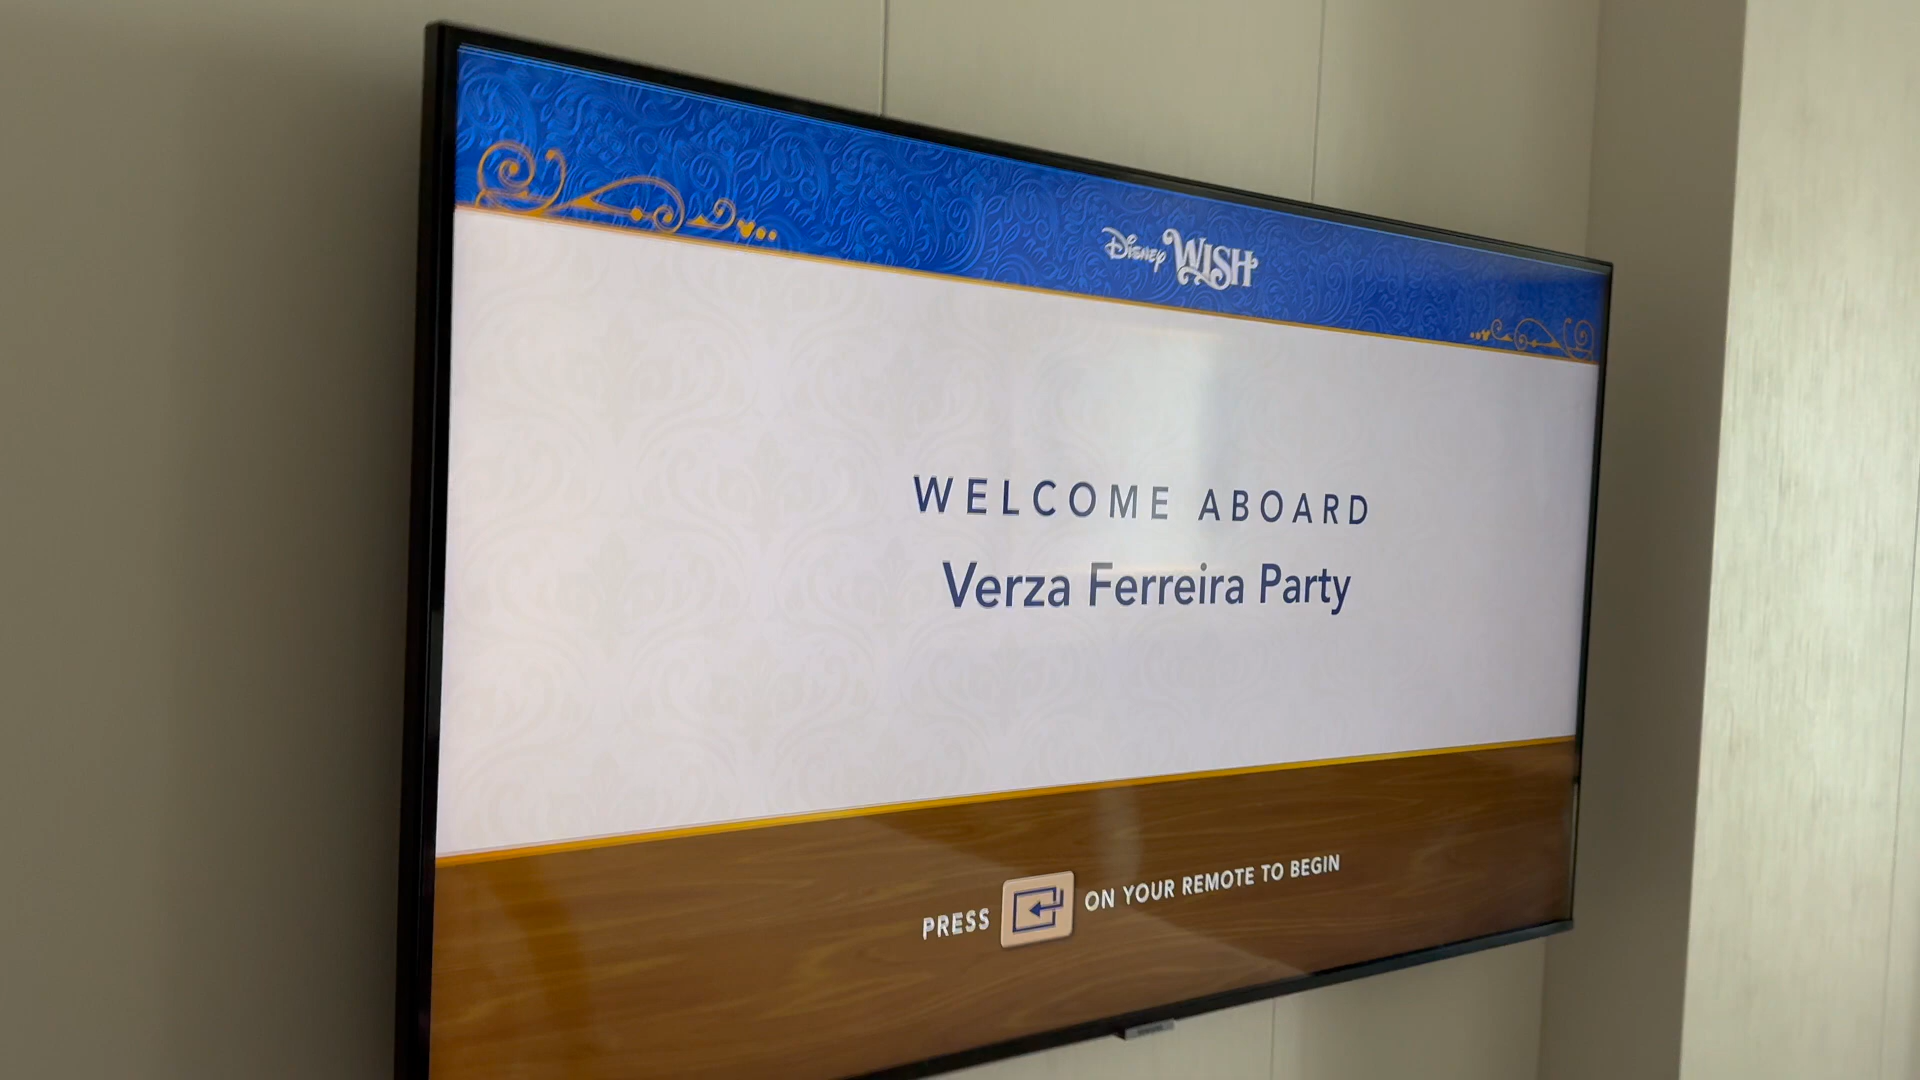 Disney WISH
WELCOME ABOARD
Verza Ferreira Party
PRESS ON YOUR REMOTE TO BEGIN